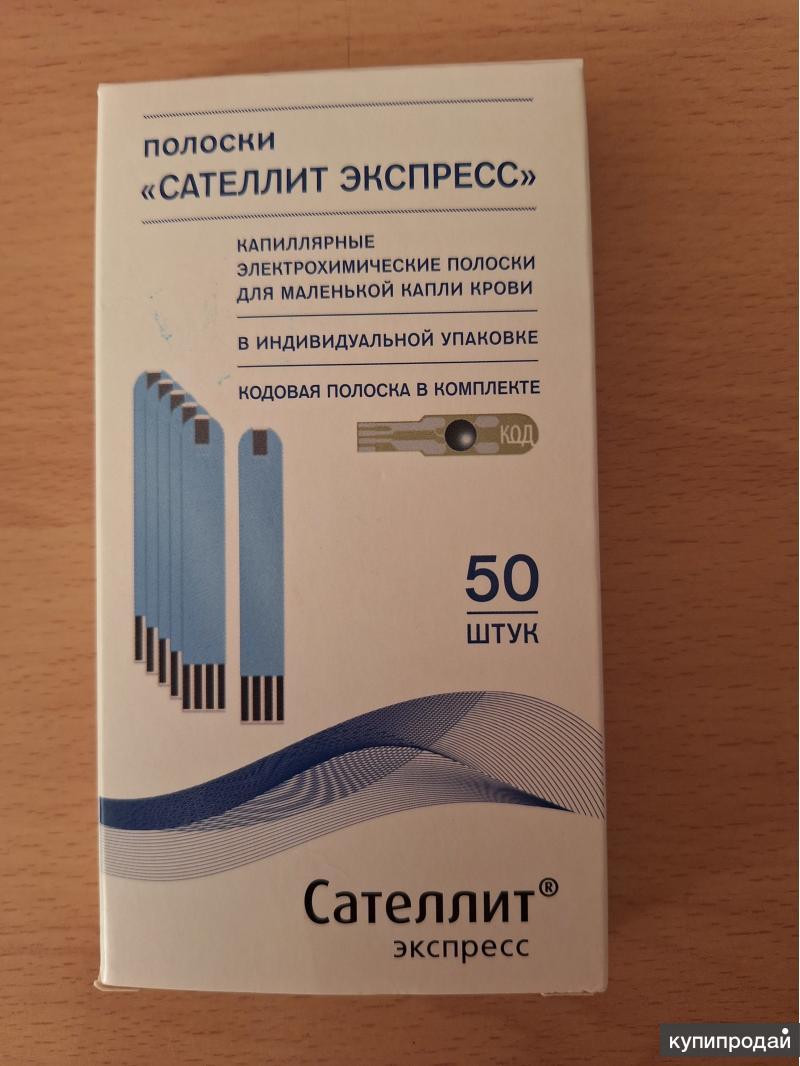 ПОЛОСКИ
«САТЕЛЛИТ ЭКСПРЕСС»
КАПИЛЛЯРНЫЕ
ЭЛЕКТРОХИМИЧЕСКИЕ ПОЛОСКИ
ДЛЯ МАЛЕНЬКОЙ КАПЛИ КРОВИ
В ИНДИВИДУАЛЬНОЙ УПАКОВКЕ
КОДОВАЯ ПОЛОСКА В КОМПЛЕКТЕ
КОД
50
ШТУК
Сателлит®
экспресс
купипродай